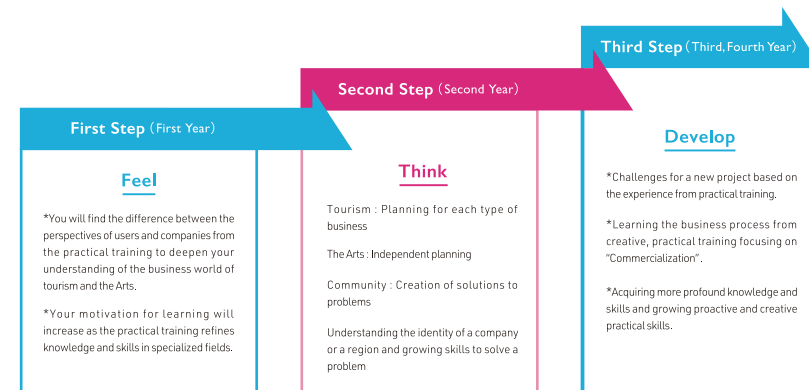 First Step (First Year)
Feel
*You will find the difference between the
perspectives of users and companies from
the practical training to deepen your
understanding of the business world of
tourism and the Arts.
*Your motivation for learning will
increase as the practical training refines
knowledge and skills in specialized fields.
Second Step (Second Year)
Think
Tourism : Planning for each type of
business
The Arts : Independent planning
Community : Creation of solutions to
problems
Understanding the identity of a company
or a region and growing skills to solve a
problem
Third Step (Third, Fourth Year)
Develop
*Challenges for a new project based on
the experience from practical training.
*Learning the business process from
creative, practical training focusing on
“Commercialization”.
*Acquiring more profound knowledge and
skills and growing proactive and creative
practical skills.